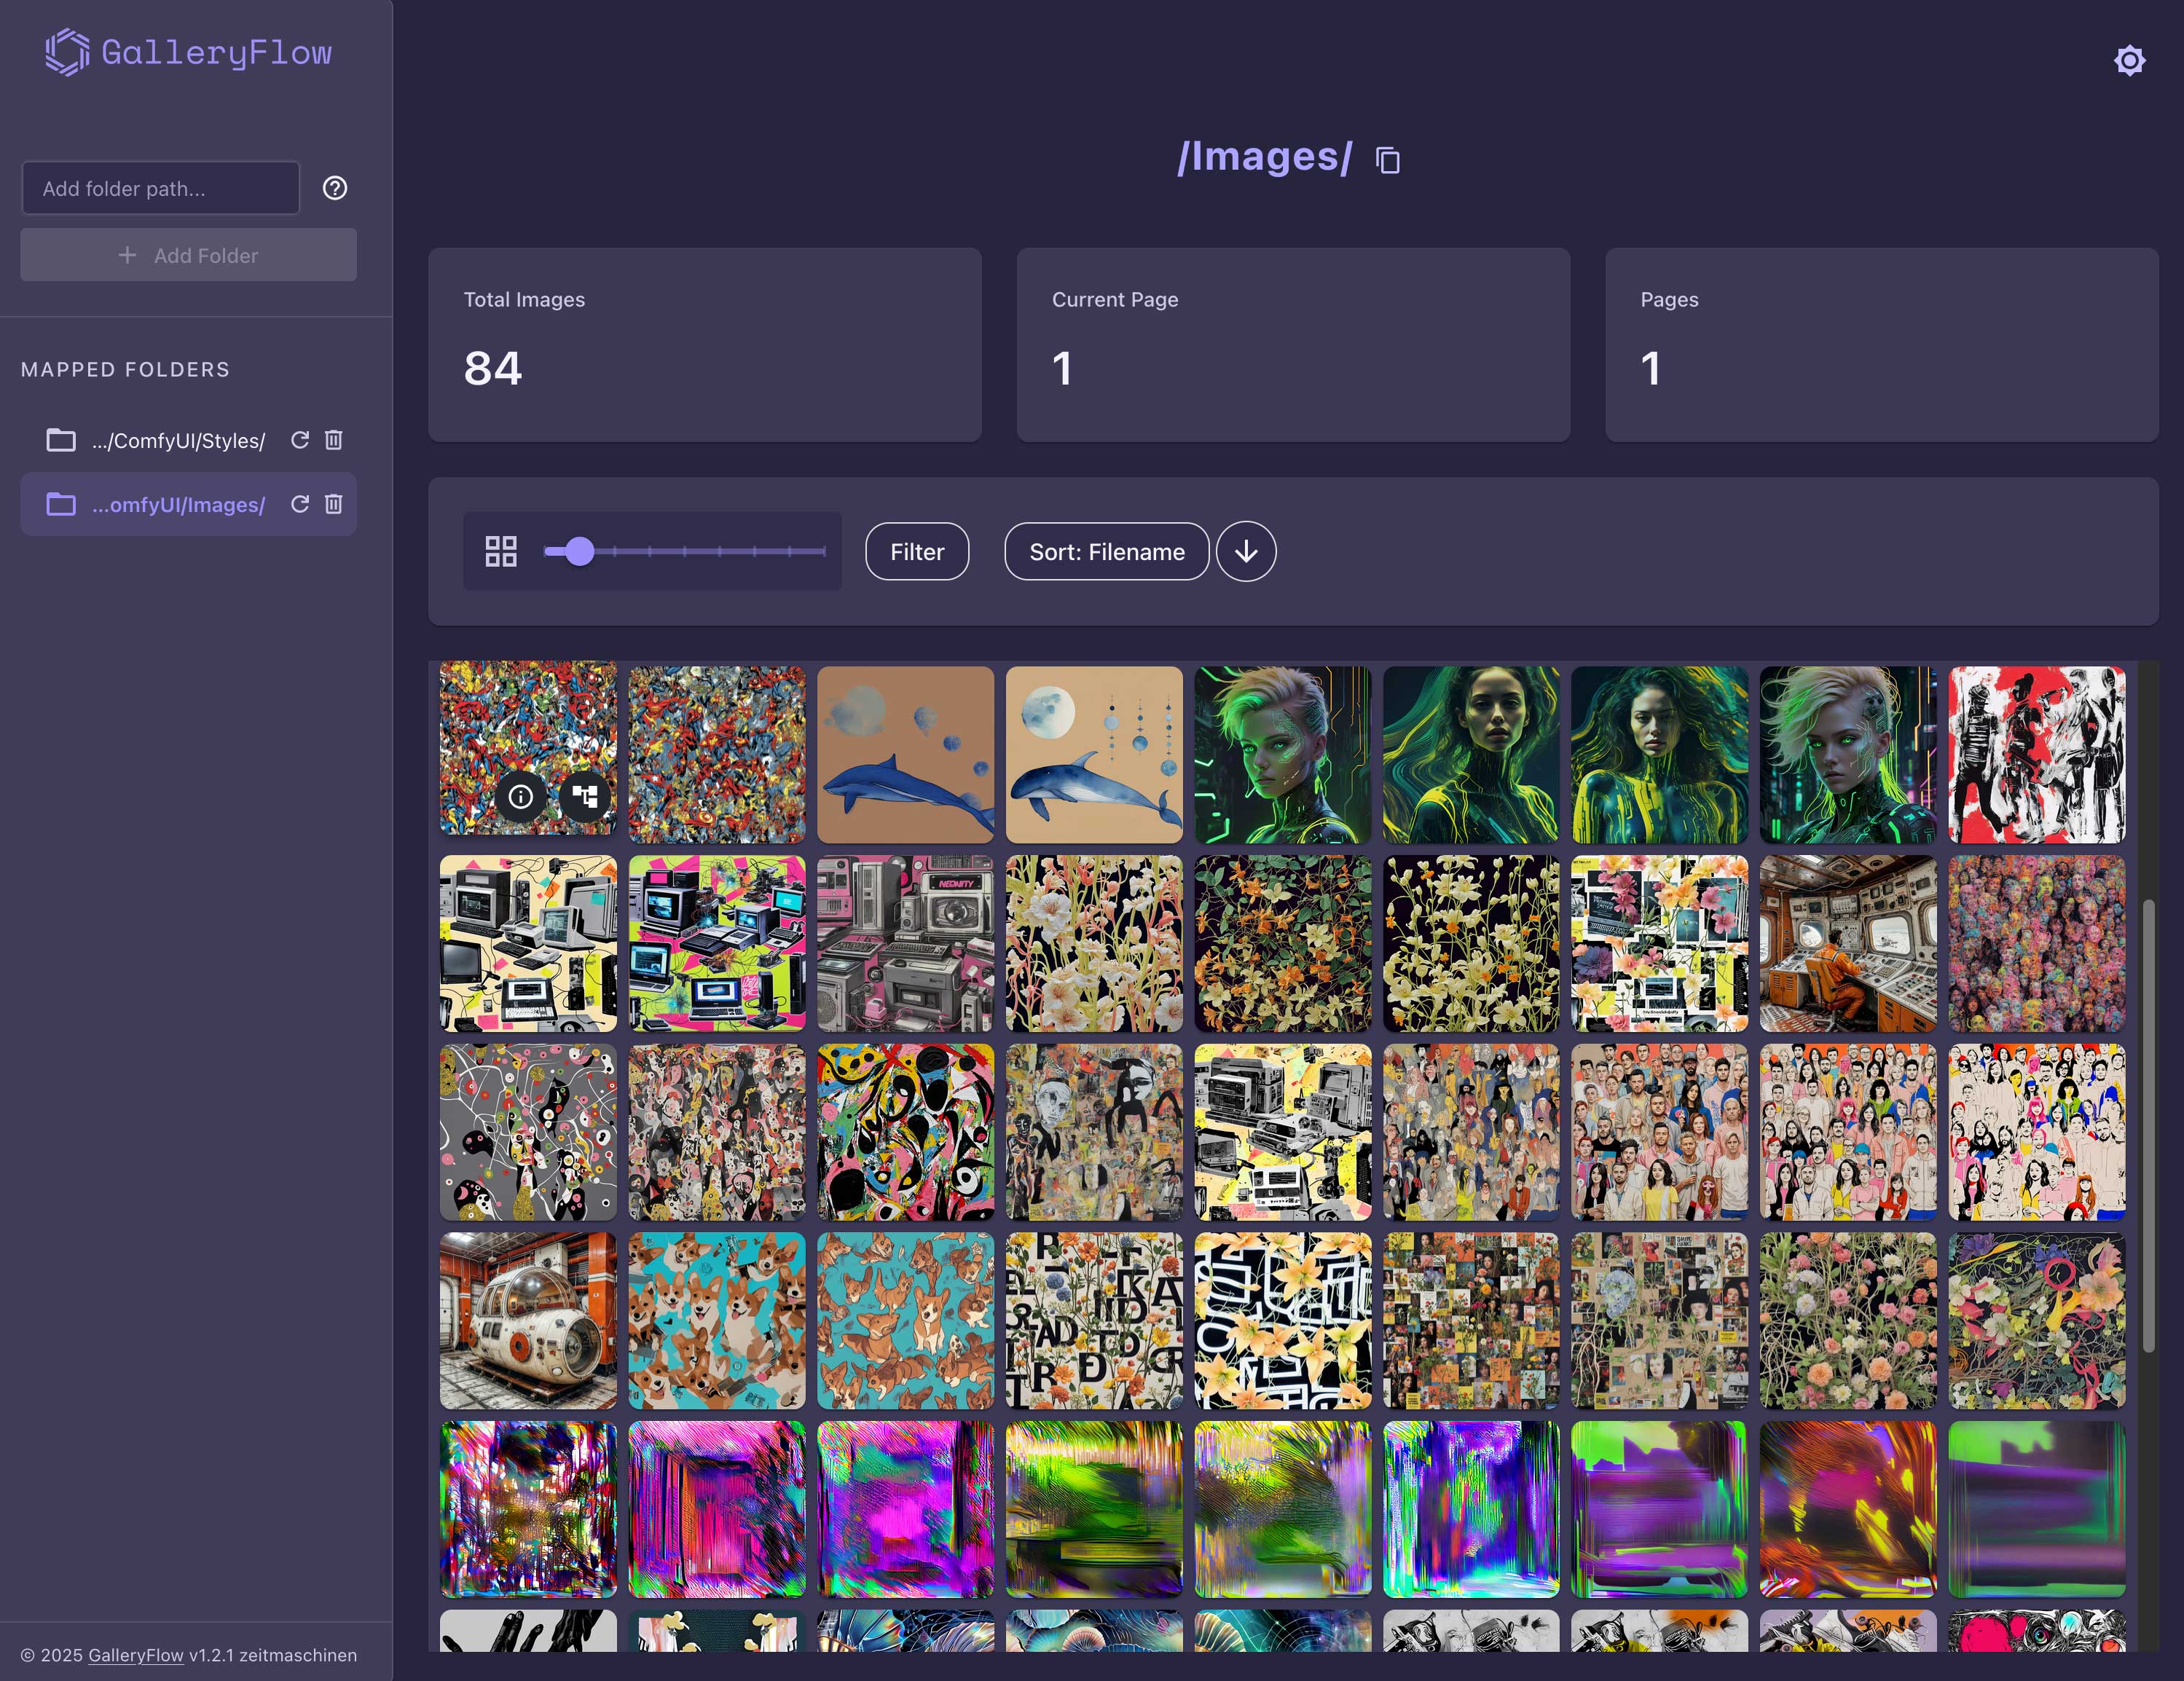 GalleryFlow
Add folder path...
Add Folder
MAPPED FOLDERS
.../ComfyUI/Styles/
...omfyUI/Images/
© 2025 GalleryFlow v1.2.1 zeitmaschinen
/Images/
Total Images
84
Current Page
1
Pages
1
Filter
Sort: Filename